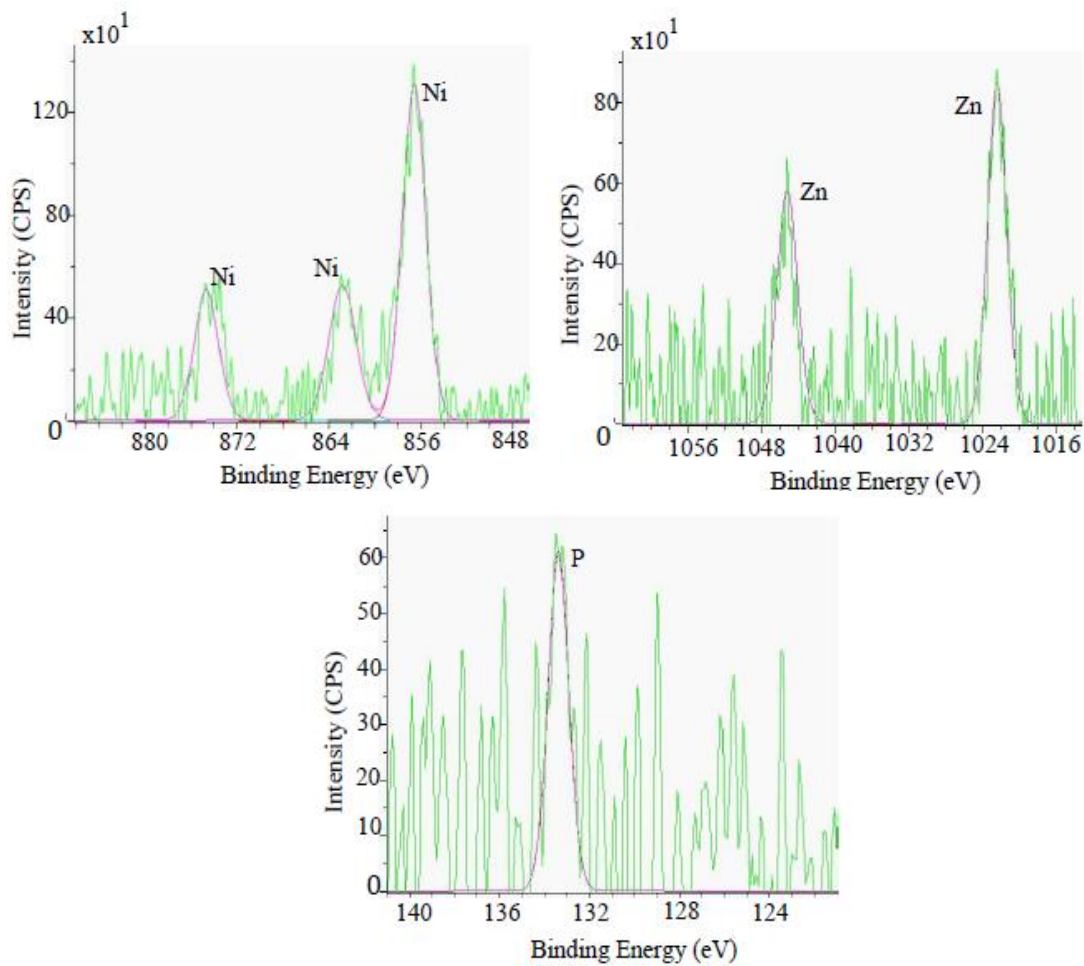 x10¹
Ni
120
80
Ni
Ni
40
0
Intensity (CPS)
880 872 864 856 848
Binding Energy (eV)
x10¹
80
Zn
60
Zn
40
20
0
Intensity (CPS)
1056 1048 1040 1032 1024 1016
Binding Energy (eV)
60
P
50
40
30
20
10
0
Intensity (CPS)
140 136 132 128 124
Binding Energy (eV)